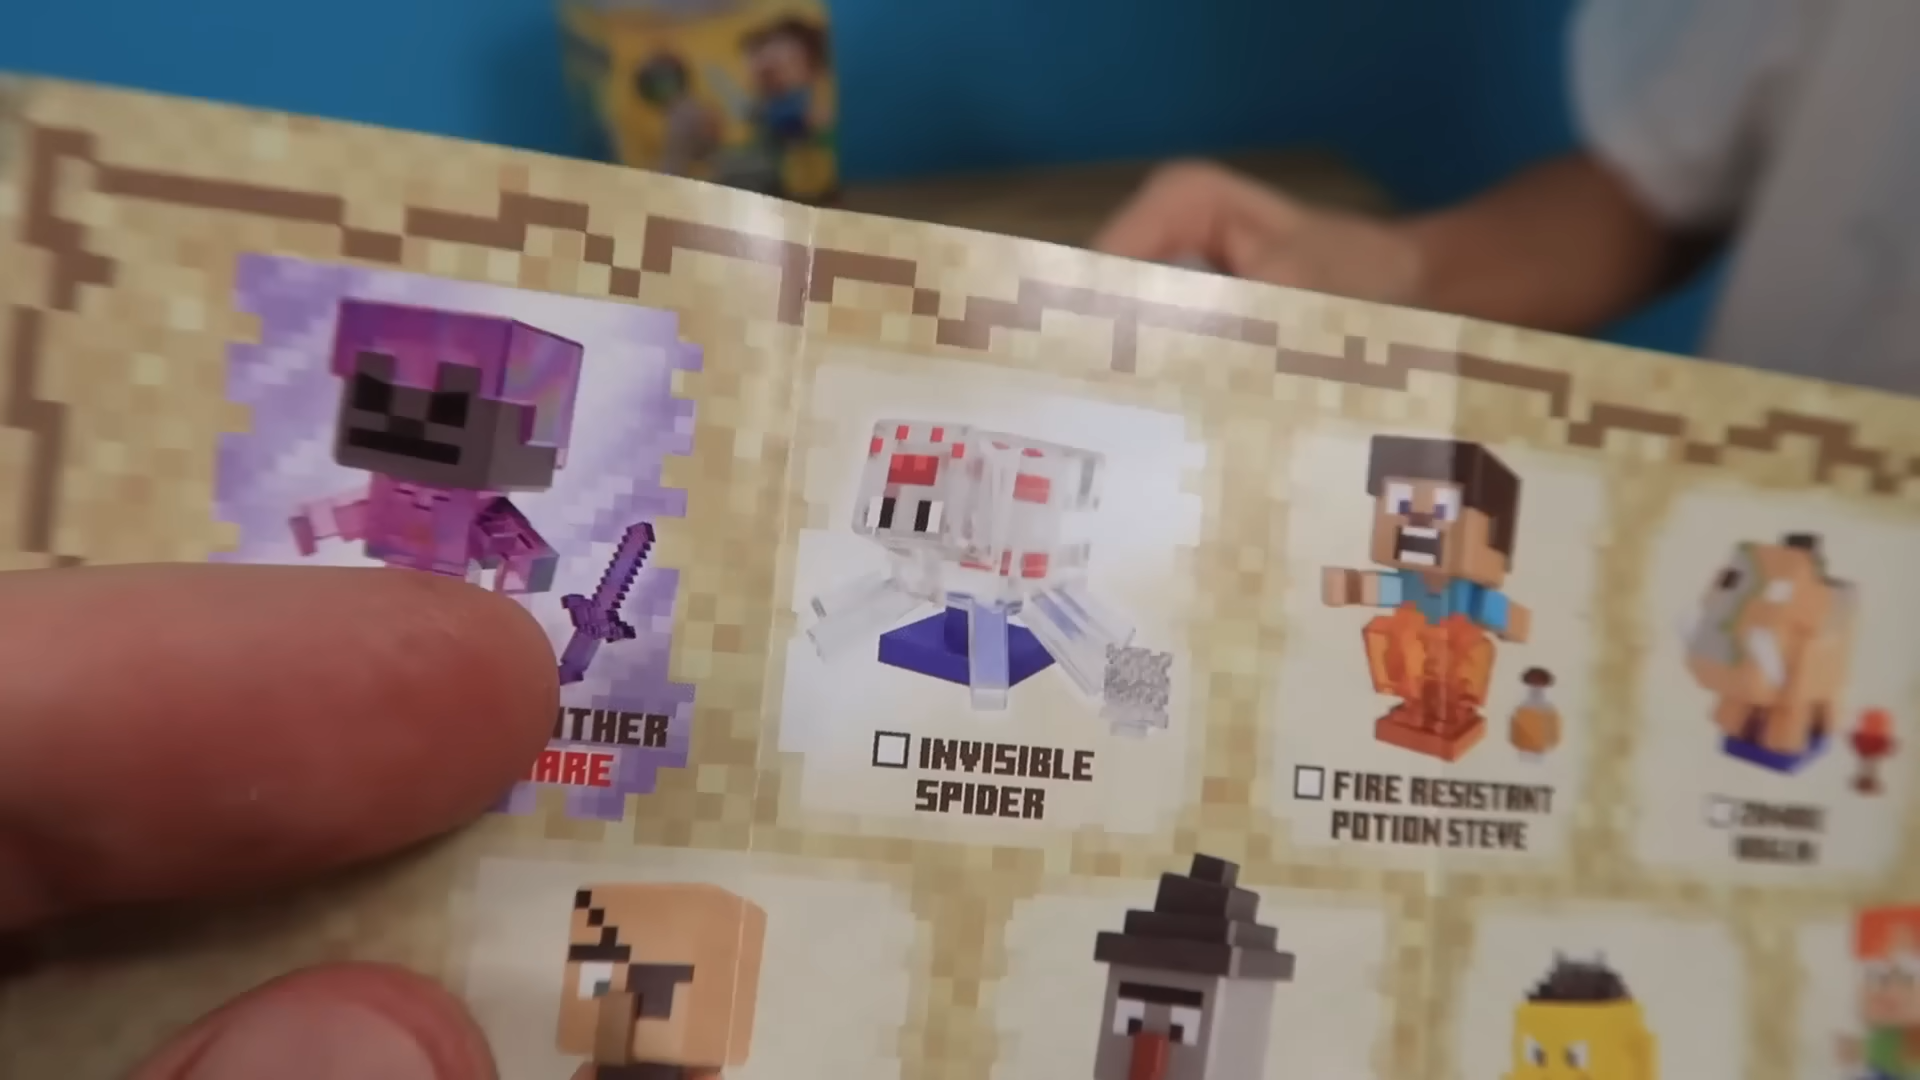 ITHER
ARE
INVISIBLE
SPIDER
FIRE RESISTANT
POTION STEVE